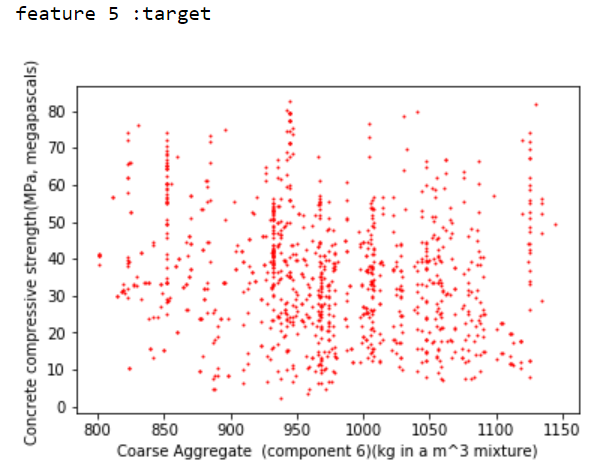 feature 5 :target
Concrete compressive strength(MPa, megapascals)
80
70
60
50
40
30
20
10
0
800 850 900 950 1000 1050 1100 1150
Coarse Aggregate  (component 6)(kg in a m^3 mixture)